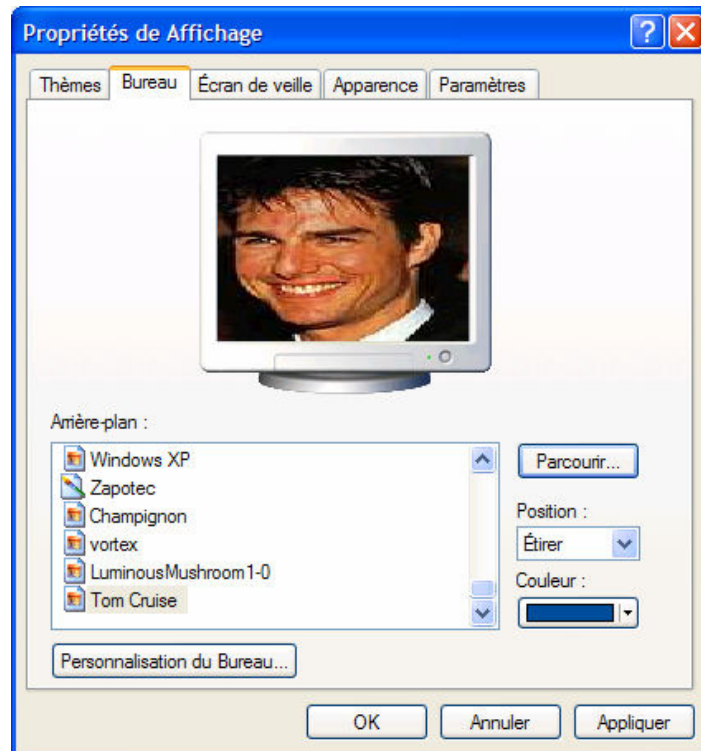 Propriétés de Affichage
Thèmes Bureau Écran de veille Apparence Paramètres
Arrière-plan :
Windows XP
Zapotec
Champignon
vortex
LuminousMushroom1-0
Tom Cruise
Parcourir...
Position :
Étirer
Couleur :
Personnalisation du Bureau...
OK Annuler Appliquer